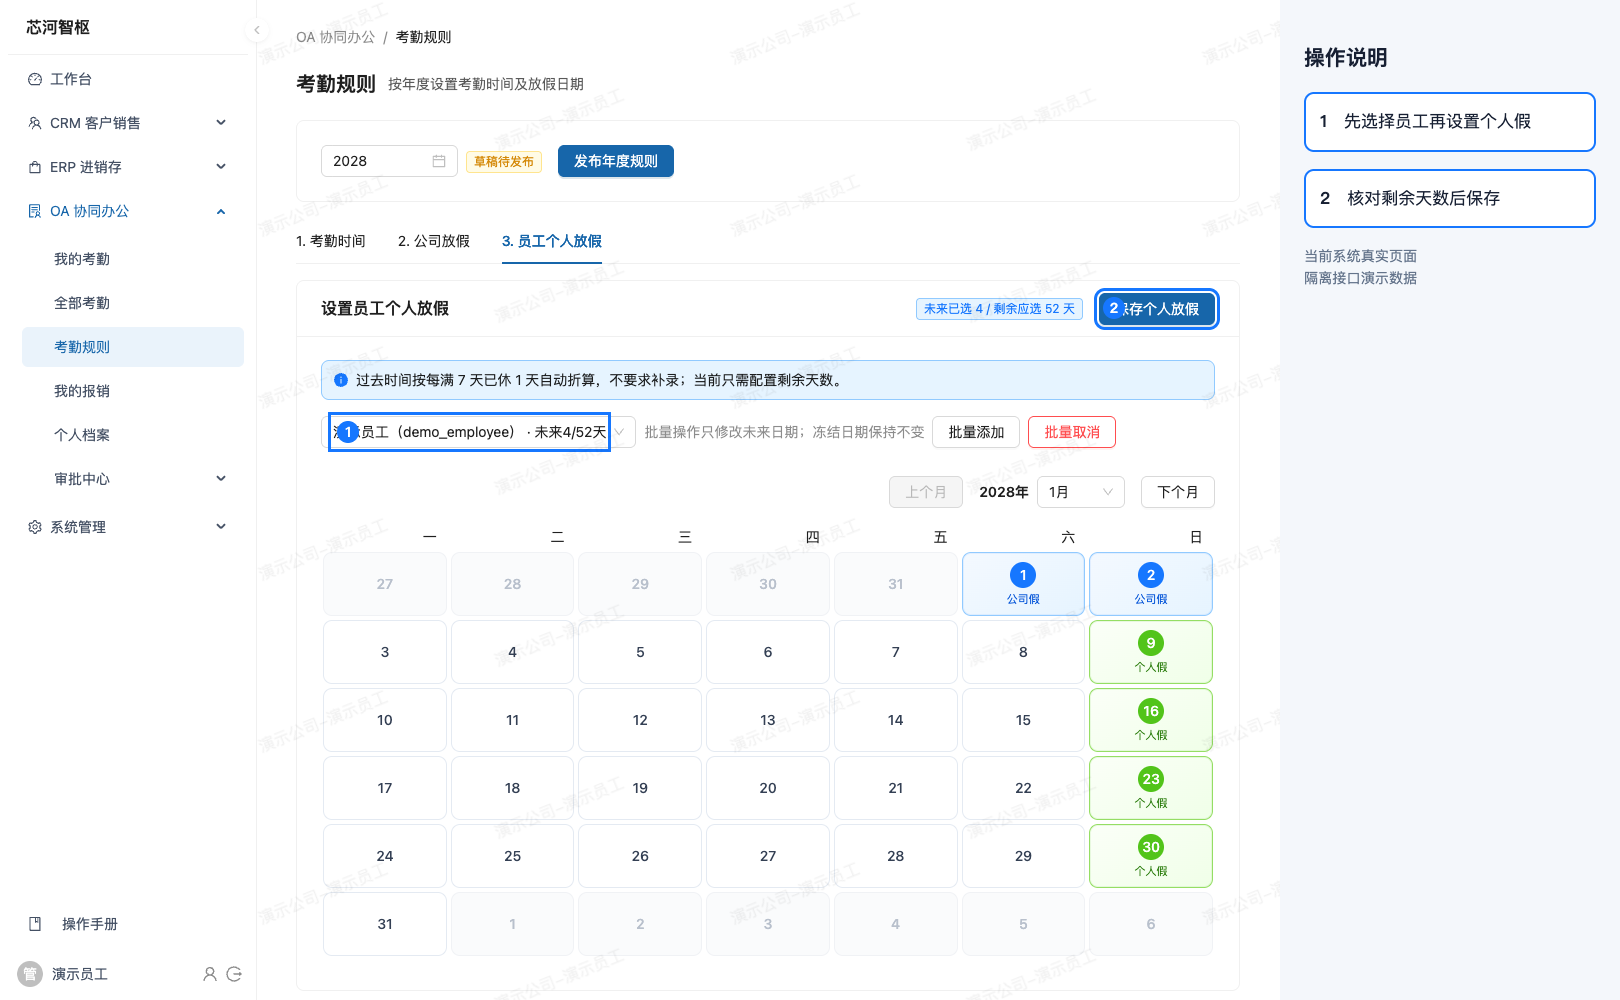 芯河智枢
工作台
CRM 客户销售
ERP 进销存
OA 协同办公
我的考勤
全部考勤
考勤规则
我的报销
个人档案
审批中心
系统管理
操作手册
管 演示员工
OA 协同办公 / 考勤规则
考勤规则 按年度设置考勤时间及放假日期
2028 草稿待发布 发布年度规则
1. 考勤时间 2. 公司放假 3. 员工个人放假
设置员工个人放假 未来已选 4 / 剩余应选 52 天 2 存个人放假
过去时间按每满 7 天已休 1 天自动折算，不要求补录；当前只需配置剩余天数。
1 员工（demo_employee） · 未来4/52天 批量操作只修改未来日期；冻结日期保持不变 批量添加 批量取消
上个月 2028年 1月 下个月
一 二 三 四 五 六 日
27 28 29 30 31 1 2
公司假 公司假
3 4 5 6 7 8 9
个人假
10 11 12 13 14 15 16
个人假
17 18 19 20 21 22 23
个人假
24 25 26 27 28 29 30
个人假
31 1 2 3 4 5 6
操作说明
1 先选择员工再设置个人假
2 核对剩余天数后保存
当前系统真实页面
隔离接口演示数据
演示公司-演示员工